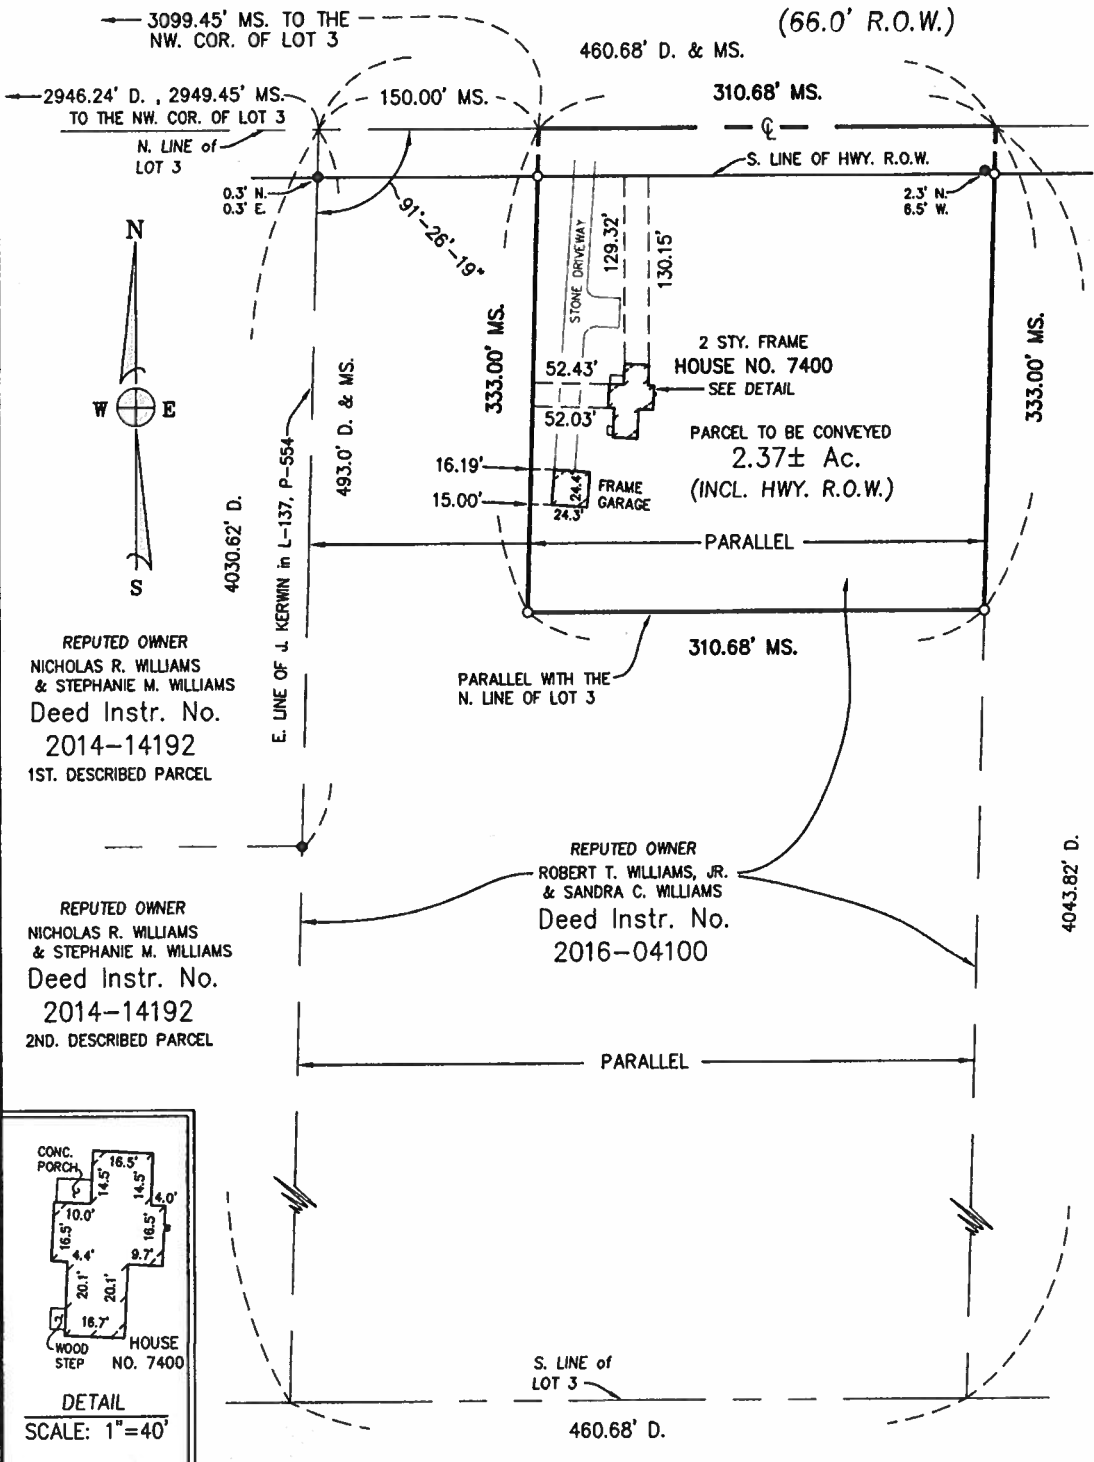 3099.45' MS. TO THE
NW. COR. OF LOT 3
(66.0' R.O.W.)
460.68' D. & MS.
2946.24' D. , 2949.45' MS.
TO THE NW. COR. OF LOT 3
150.00' MS.
310.68' MS.
N. LINE of
LOT 3
℄
S. LINE OF HWY. R.O.W.
0.3' N.
0.3' E.
2.3' N.
6.5' W.
91°-26'-19"
N
W E
S
STONE DRIVEWAY
129.32'
130.15'
333.00' MS.
333.00' MS.
2 STY. FRAME
HOUSE NO. 7400
SEE DETAIL
52.43'
52.03'
493.0' D. & MS.
PARCEL TO BE CONVEYED
2.37± Ac.
(INCL. HWY. R.O.W.)
16.19'
15.00'
24.4'
24.3'
FRAME
GARAGE
4030.62' D.
E. LINE OF J. KERWIN in L-137, P-554
PARALLEL
310.68' MS.
PARALLEL WITH THE
N. LINE OF LOT 3
REPUTED OWNER
NICHOLAS R. WILLIAMS
& STEPHANIE M. WILLIAMS
Deed Instr. No.
2014-14192
1ST. DESCRIBED PARCEL
REPUTED OWNER
ROBERT T. WILLIAMS, JR.
& SANDRA C. WILLIAMS
Deed Instr. No.
2016-04100
4043.82' D.
REPUTED OWNER
NICHOLAS R. WILLIAMS
& STEPHANIE M. WILLIAMS
Deed Instr. No.
2014-14192
2ND. DESCRIBED PARCEL
PARALLEL
CONC.
PORCH
16.5'
14.5'
14.5'
4.0'
10.0'
16.5'
16.5'
4.4'
9.7'
20.1'
20.1'
16.7'
WOOD
STEP
HOUSE
NO. 7400
DETAIL
SCALE: 1"=40'
S. LINE of
LOT 3
460.68' D.